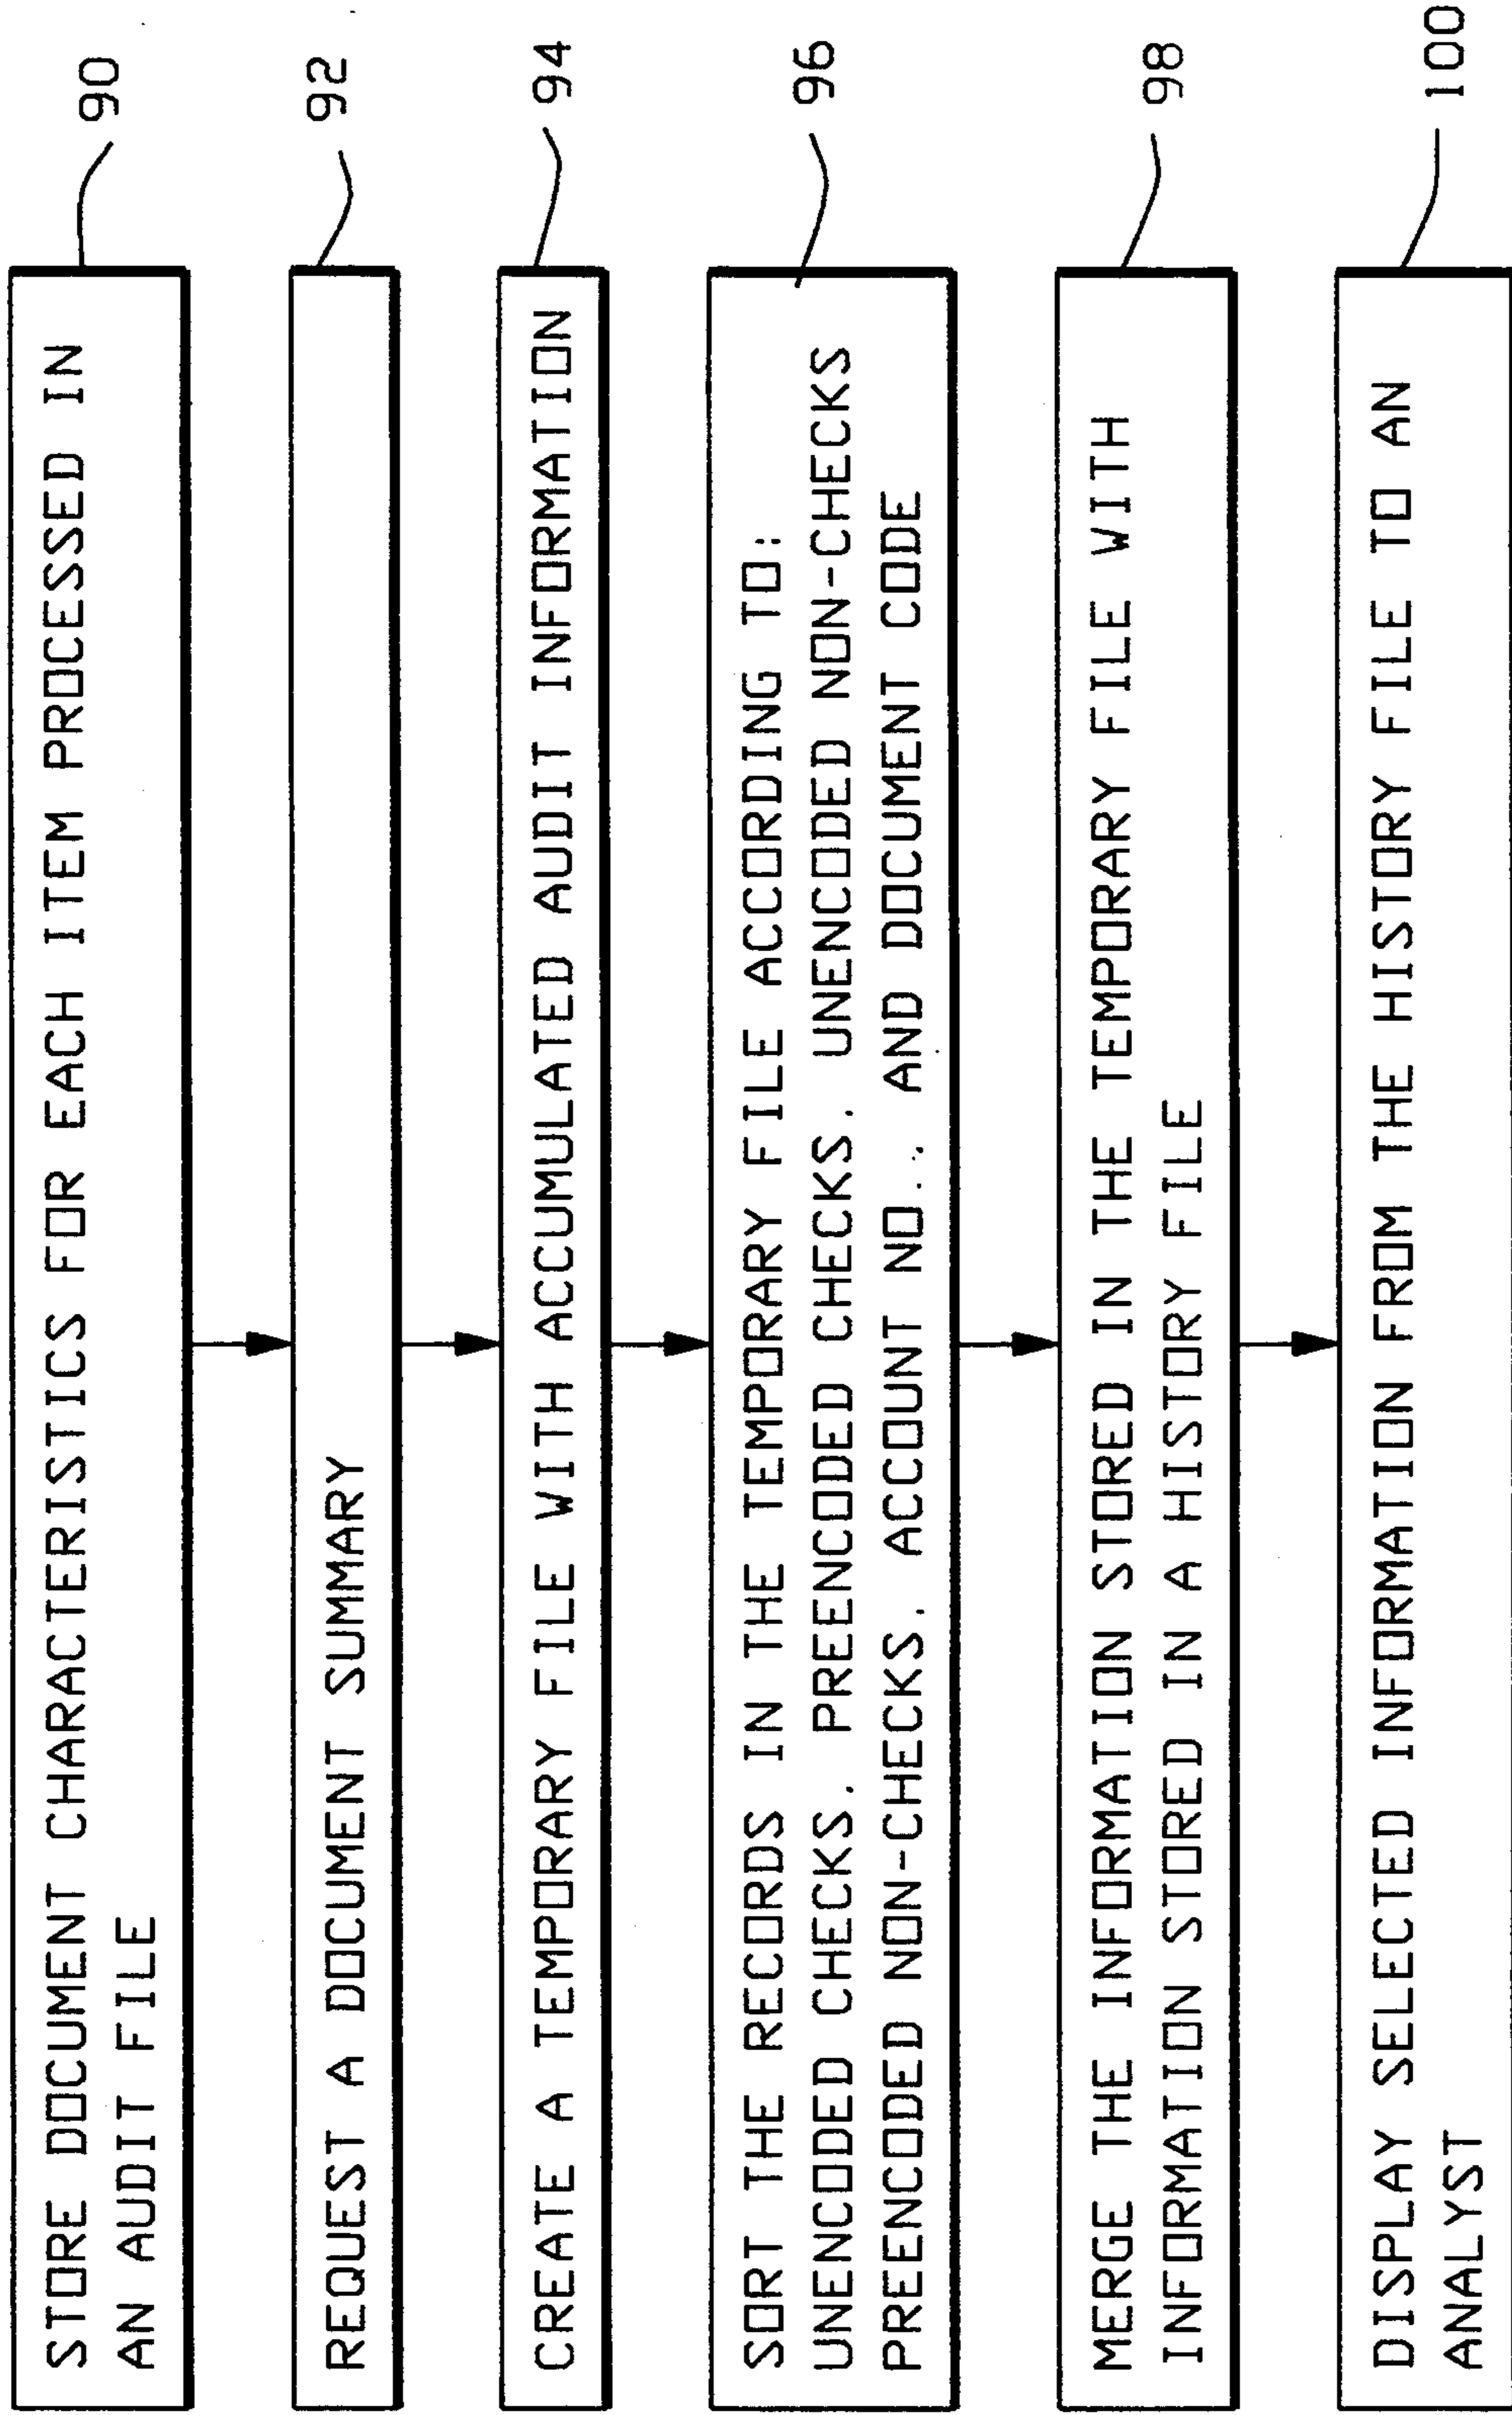 STORE DOCUMENT CHARACTERISTICS FOR EACH ITEM PROCESSED IN
AN AUDIT FILE
90
REQUEST A DOCUMENT SUMMARY
92
CREATE A TEMPORARY FILE WITH ACCUMULATED AUDIT INFORMATION
94
SORT THE RECORDS IN THE TEMPORARY FILE ACCORDING TO:
UNENCODED CHECKS, PREENCODED CHECKS, UNENCODED NON-CHECKS
PREENCODED NON-CHECKS, ACCOUNT NO., AND DOCUMENT CODE
96
MERGE THE INFORMATION STORED IN THE TEMPORARY FILE WITH
INFORMATION STORED IN A HISTORY FILE
98
DISPLAY SELECTED INFORMATION FROM THE HISTORY FILE TO AN
ANALYST
100